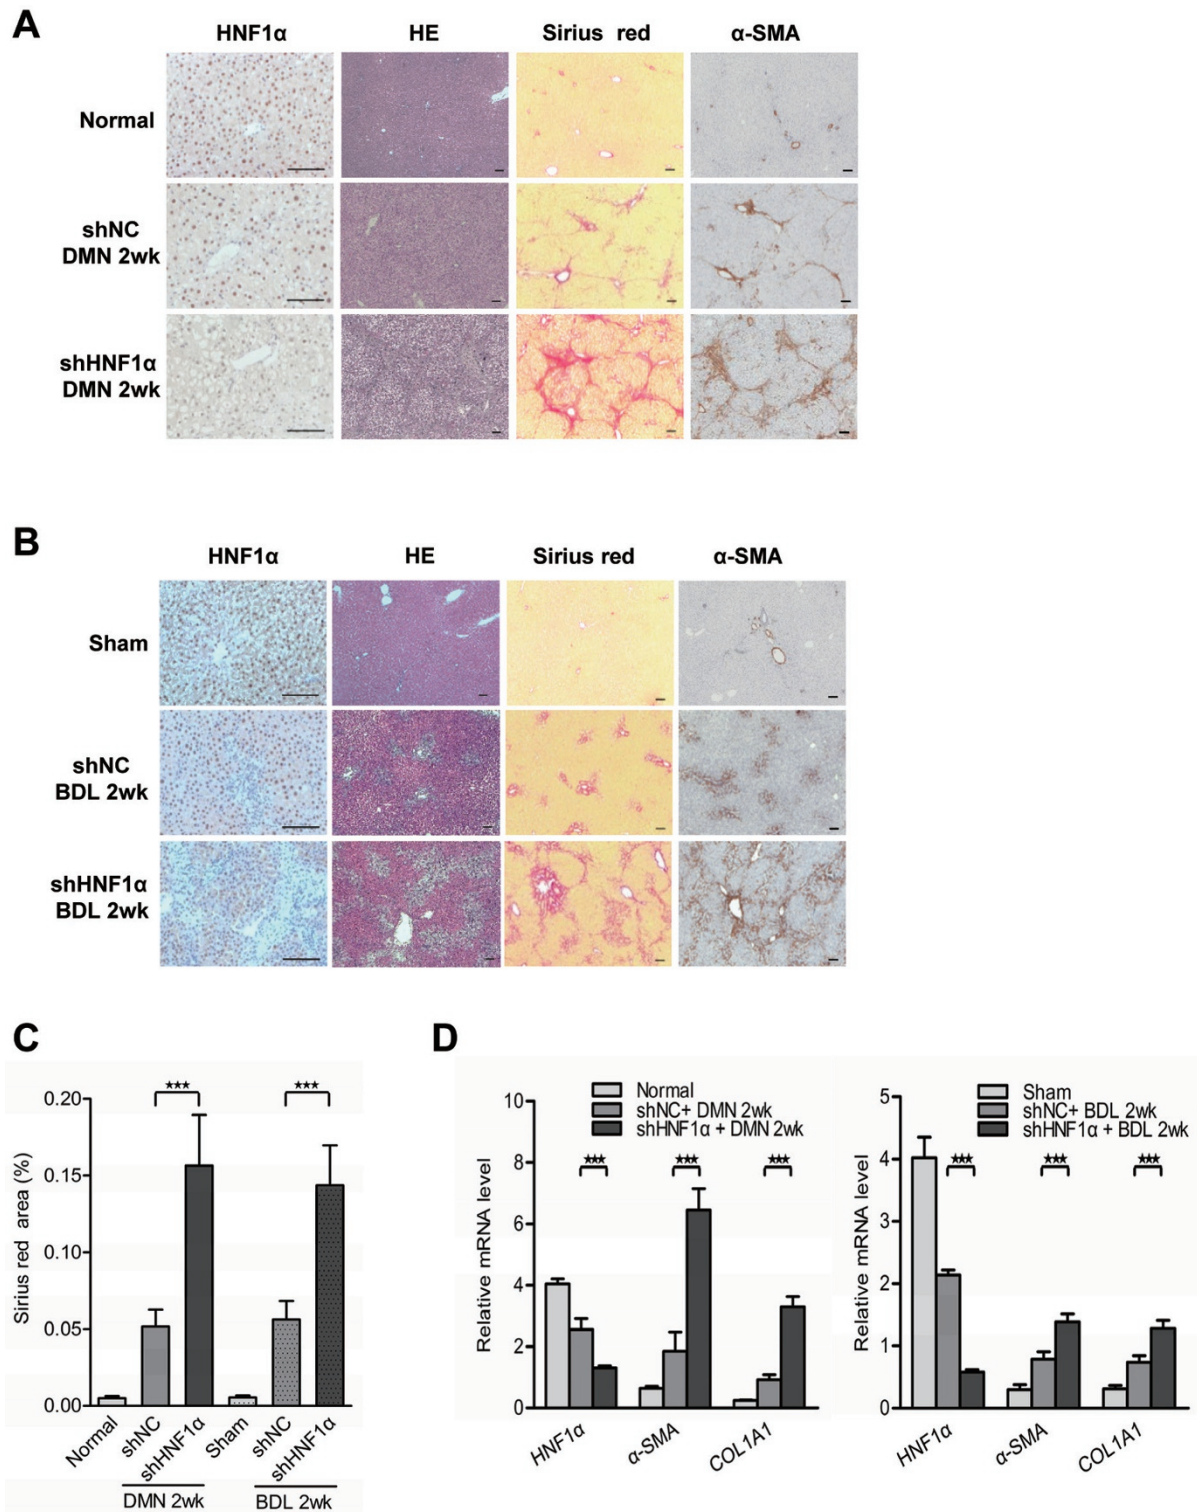 A
HNF1α HE Sirius red α-SMA
Normal
shNC
DMN 2wk
shHNF1α
DMN 2wk
B
HNF1α HE Sirius red α-SMA
Sham
shNC
BDL 2wk
shHNF1α
BDL 2wk
C
Sirius red area (%)
0.20
0.15
0.10
0.05
0.00
★★★ ★★★
Normal shNC shHNF1α Sham shNC shHNF1α
DMN 2wk BDL 2wk
D
Relative mRNA level
10
8
6
4
2
0
Normal
shNC+ DMN 2wk
shHNF1α + DMN 2wk
★★★ ★★★ ★★★
HNF1α α-SMA COL1A1
Relative mRNA level
5
4
3
2
1
0
Sham
shNC+ BDL 2wk
shHNF1α + BDL 2wk
★★★ ★★★ ★★★
HNF1α α-SMA COL1A1